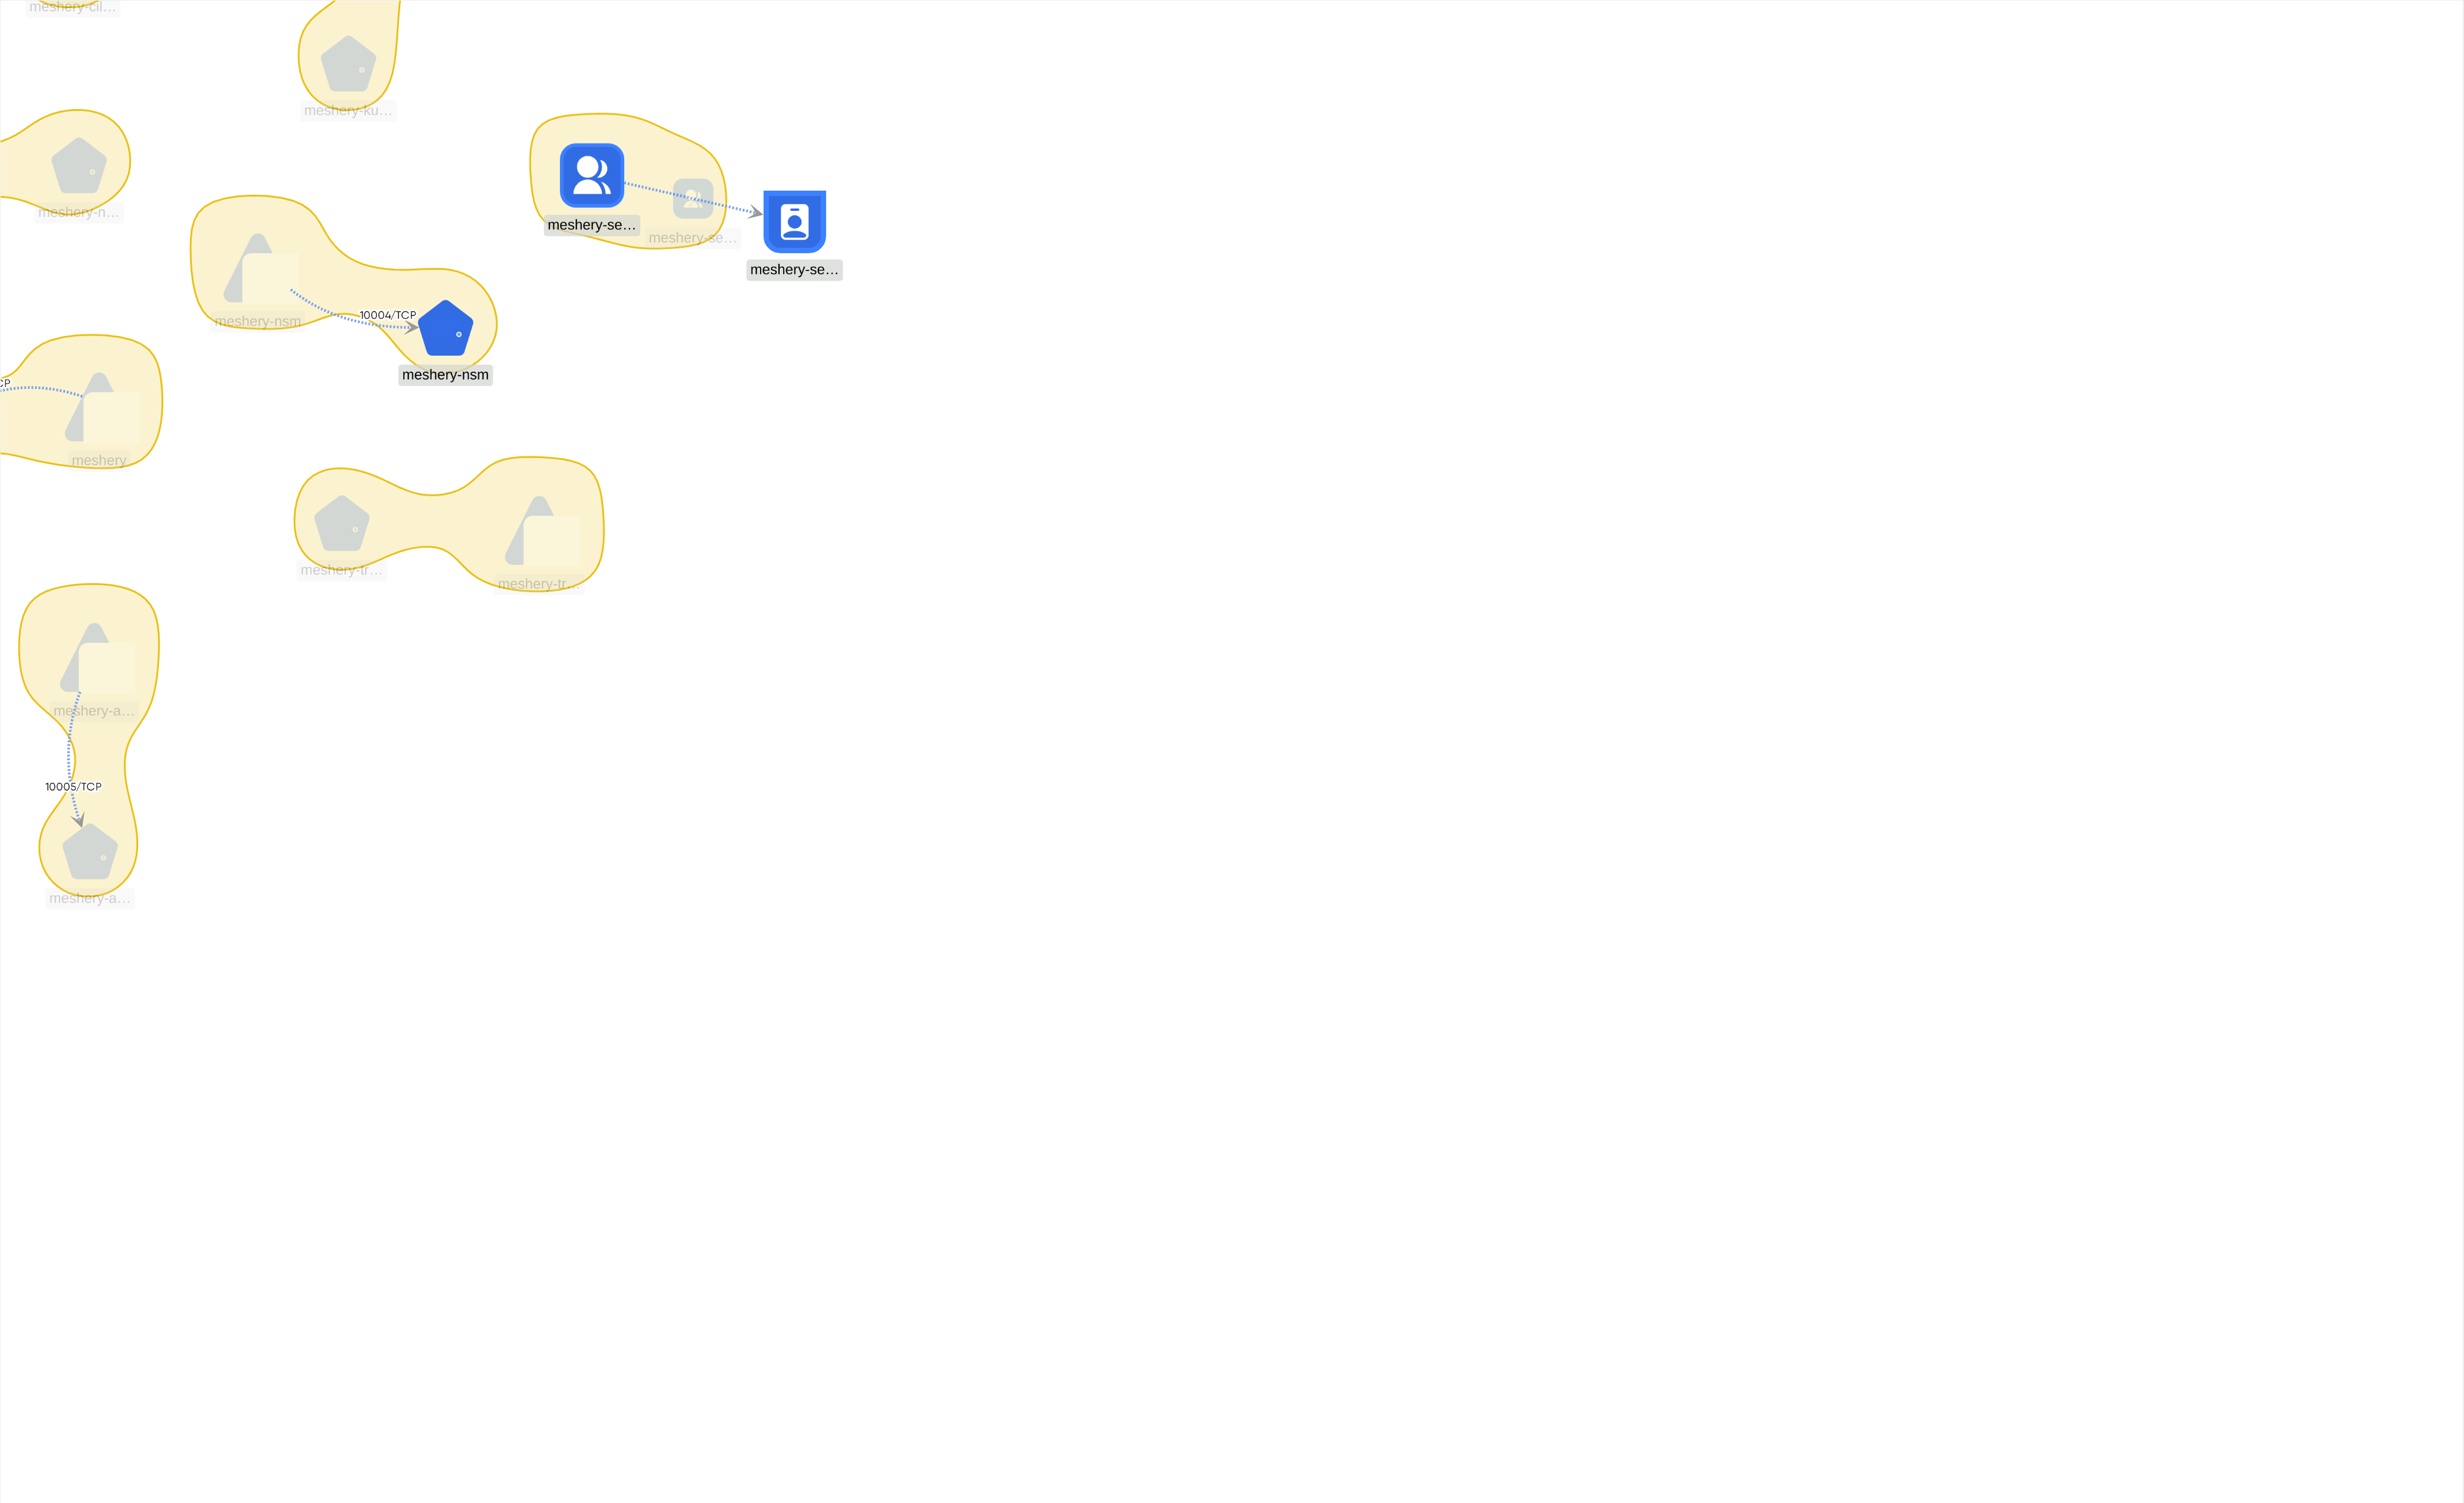 meshery-cil…
meshery-ku…
meshery-n…
meshery-se…
meshery-se…
meshery-se…
meshery-nsm
10004/TCP
meshery-nsm
CP
meshery
meshery-tr…
meshery-tr…
meshery-a…
10005/TCP
meshery-a…